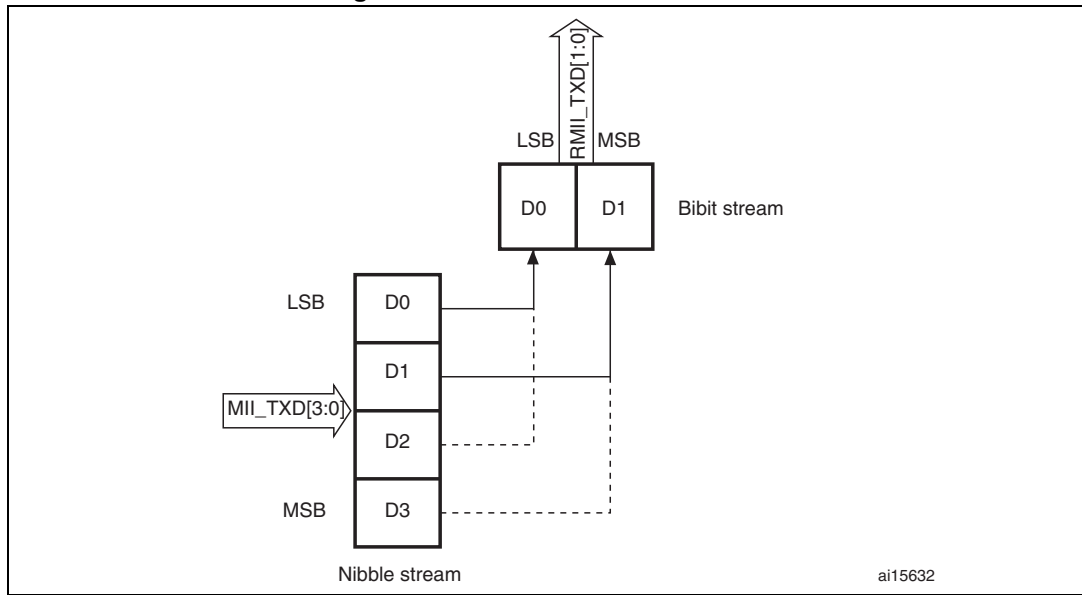 RMII_TXD[1:0]
LSB MSB
D0 D1 Bibit stream
LSB D0
D1
MII_TXD[3:0]
D2
MSB D3
Nibble stream
ai15632